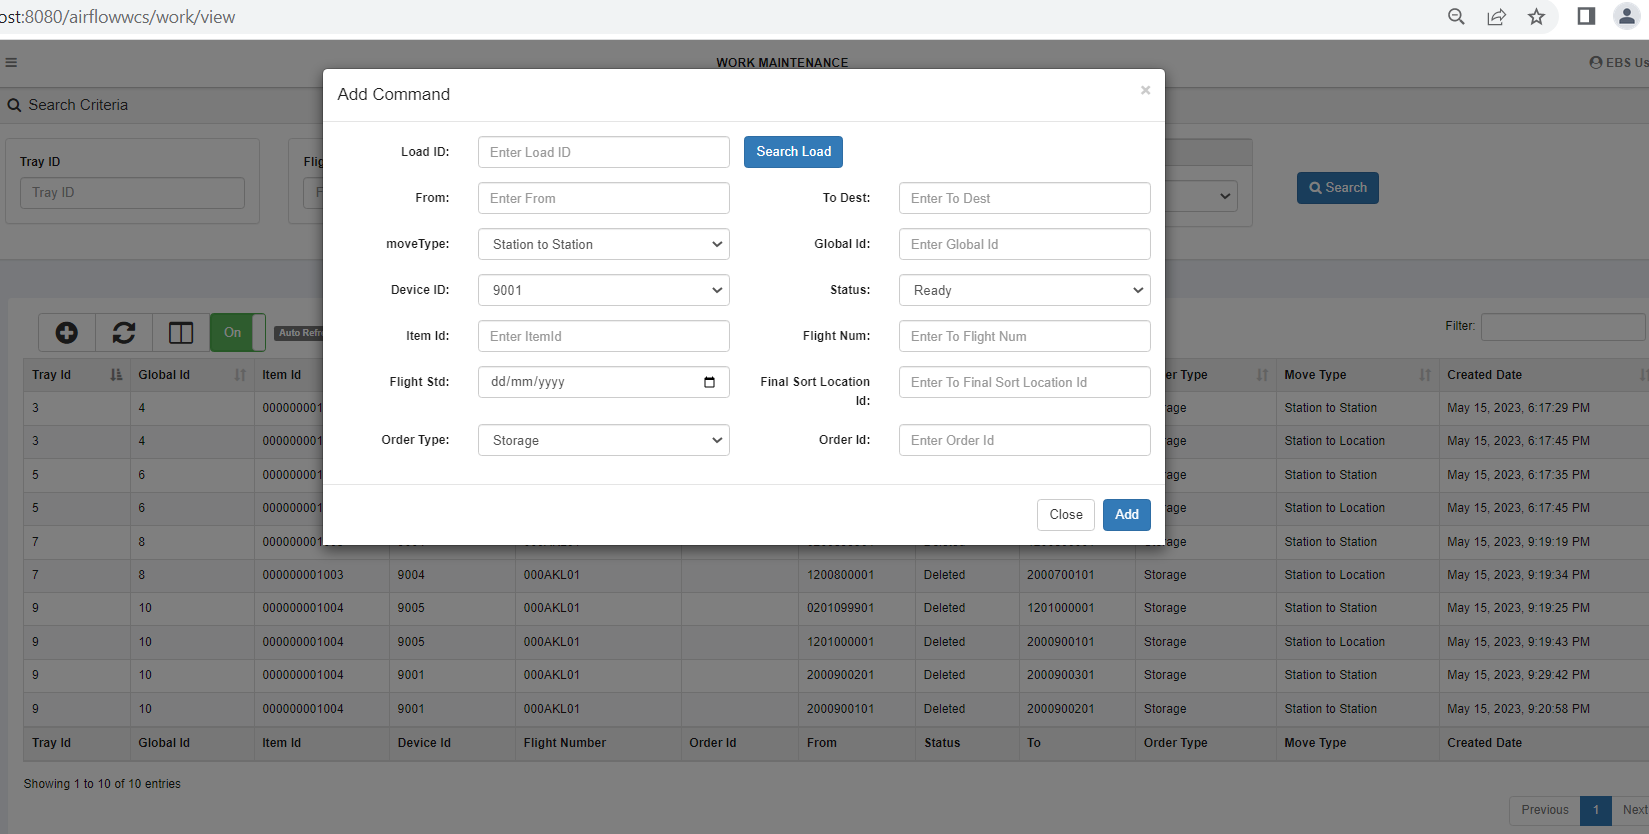 ost:8080/airflowwcs/work/view
WORK MAINTENANCE
EBS Us
Search Criteria
Add Command
×
Load ID:
Enter Load ID
Search Load
Tray ID
Tray ID
Flig
F
Search
From:
Enter From
To Dest:
Enter To Dest
moveType:
Station to Station
Global Id:
Enter Global Id
Device ID:
9001
Status:
Ready
Item Id:
Enter ItemId
Flight Num:
Enter To Flight Num
Flight Std:
dd/mm/yyyy
Final Sort Location
Id:
Enter To Final Sort Location Id
Order Type:
Storage
Order Id:
Enter Order Id
Close
Add
On
Auto Refr
Filter:
Tray Id Global Id Item Id er Type Move Type Created Date
3 4 000000001 age Station to Station May 15, 2023, 6:17:29 PM
3 4 000000001 age Station to Location May 15, 2023, 6:17:45 PM
5 6 000000001 age Station to Station May 15, 2023, 6:17:35 PM
5 6 000000001 age Station to Location May 15, 2023, 6:17:45 PM
7 8 000000001 age Station to Station May 15, 2023, 9:19:19 PM
7 8 000000001003 9004 000AKL01 1200800001 Deleted 2000700101 Storage Station to Location May 15, 2023, 9:19:34 PM
9 10 000000001004 9005 000AKL01 0201099901 Deleted 1201000001 Storage Station to Station May 15, 2023, 9:19:25 PM
9 10 000000001004 9005 000AKL01 1201000001 Deleted 2000900101 Storage Station to Location May 15, 2023, 9:19:43 PM
9 10 000000001004 9001 000AKL01 2000900201 Deleted 2000900301 Storage Station to Station May 15, 2023, 9:29:42 PM
9 10 000000001004 9001 000AKL01 2000900101 Deleted 2000900201 Storage Station to Station May 15, 2023, 9:20:58 PM
Tray Id Global Id Item Id Device Id Flight Number Order Id From Status To Order Type Move Type Created Date
Showing 1 to 10 of 10 entries
Previous 1 Next